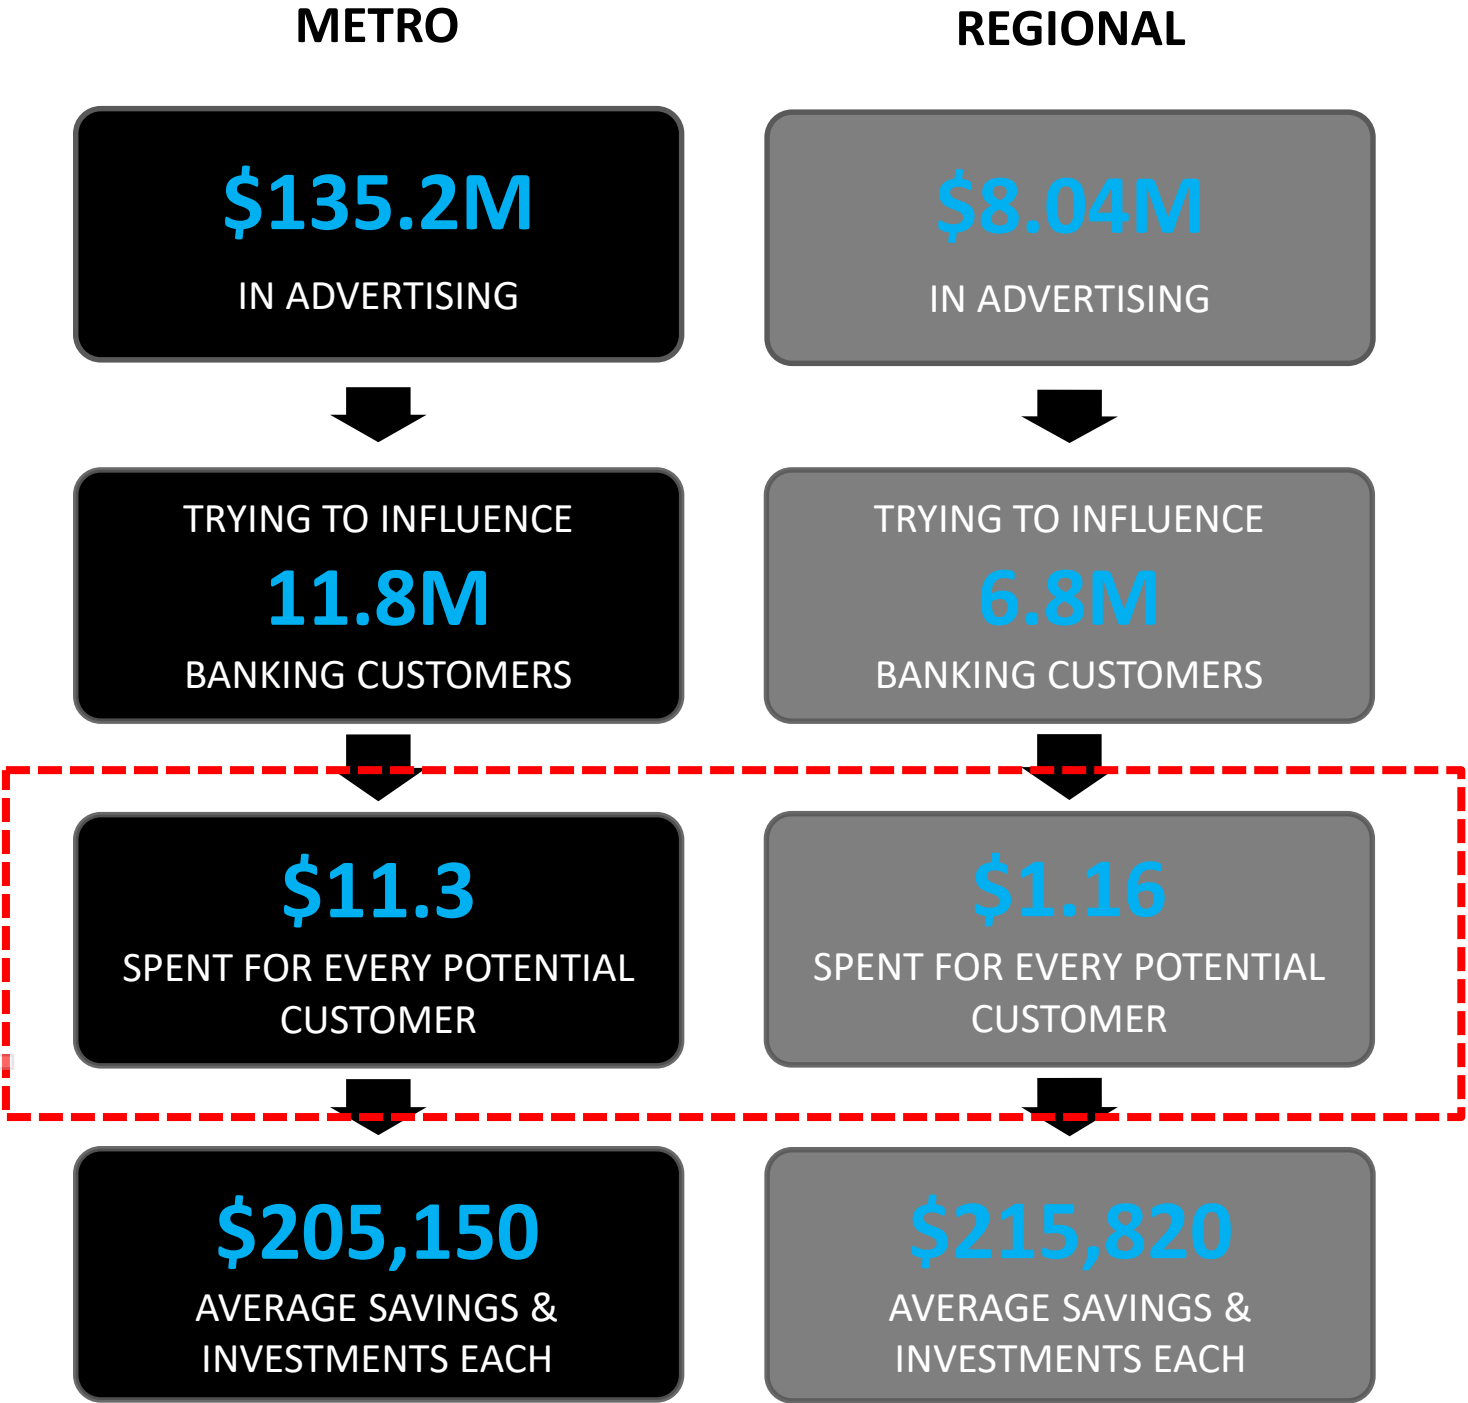 METRO
$135.2M
IN ADVERTISING
TRYING TO INFLUENCE
11.8M
BANKING CUSTOMERS
$11.3
SPENT FOR EVERY POTENTIAL
CUSTOMER
$205,150
AVERAGE SAVINGS &
INVESTMENTS EACH
REGIONAL
$8.04M
IN ADVERTISING
TRYING TO INFLUENCE
6.8M
BANKING CUSTOMERS
$1.16
SPENT FOR EVERY POTENTIAL
CUSTOMER
$215,820
AVERAGE SAVINGS &
INVESTMENTS EACH